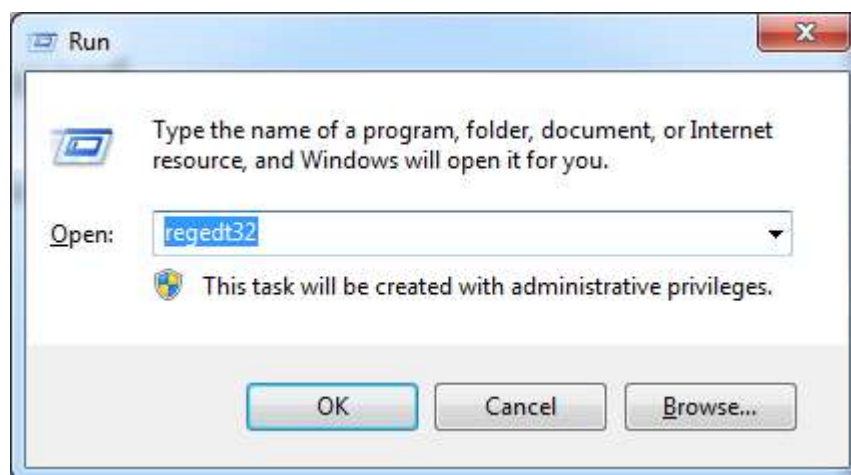 Run
Type the name of a program, folder, document, or Internet
resource, and Windows will open it for you.
Open: regedt32
This task will be created with administrative privileges.
OK Cancel Browse...